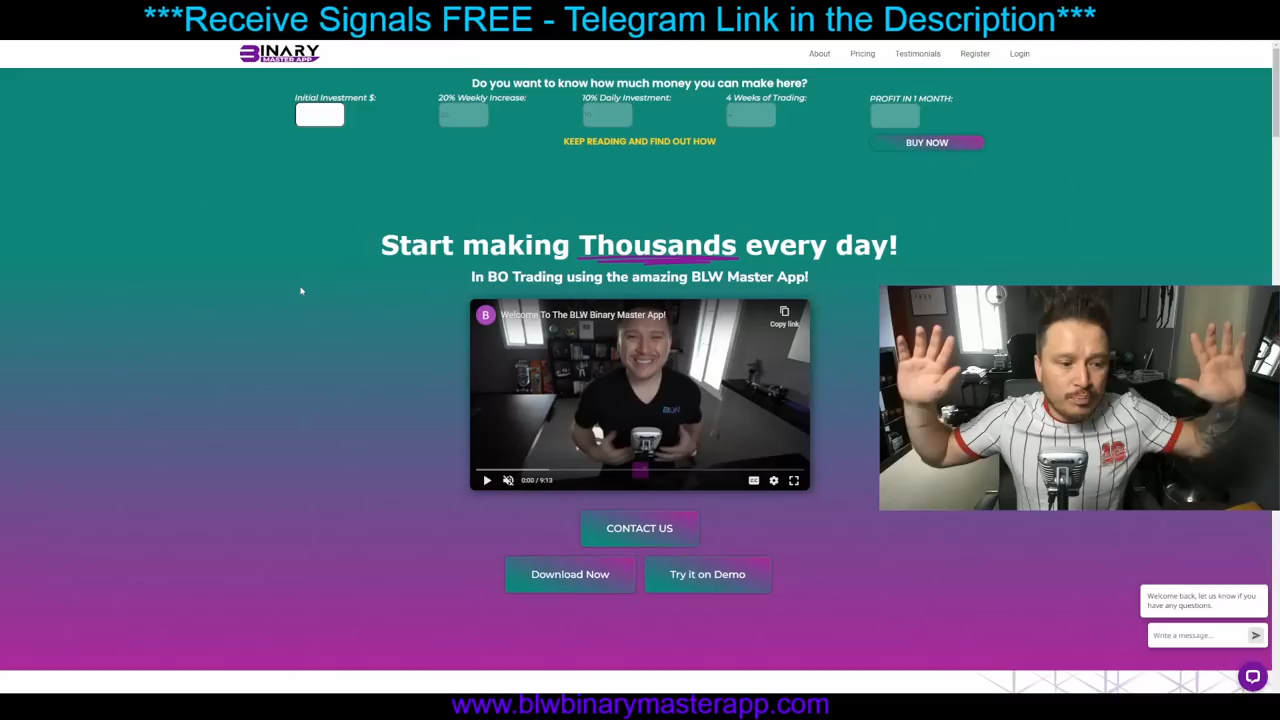 ***Receive Signals FREE - Telegram Link in the Description***
BINARY
MASTER APP
About
Pricing
Testimonials
Register
Login
Do you want to know how much money you can make here?
Initial Investment $:
20% Weekly Increase:
10% Daily Investment:
4 Weeks of Trading:
PROFIT IN 1 MONTH:
KEEP READING AND FIND OUT HOW
BUY NOW
Start making Thousands every day!
In BO Trading using the amazing BLW Master App!
B
Welcome To The BLW Binary Master App!
Copy link
BLW
0:00 / 9:13
CC
CONTACT US
Download Now
Try it on Demo
Welcome back, let us know if you
have any questions.
Write a message...
www.blwbinarymasterapp.com